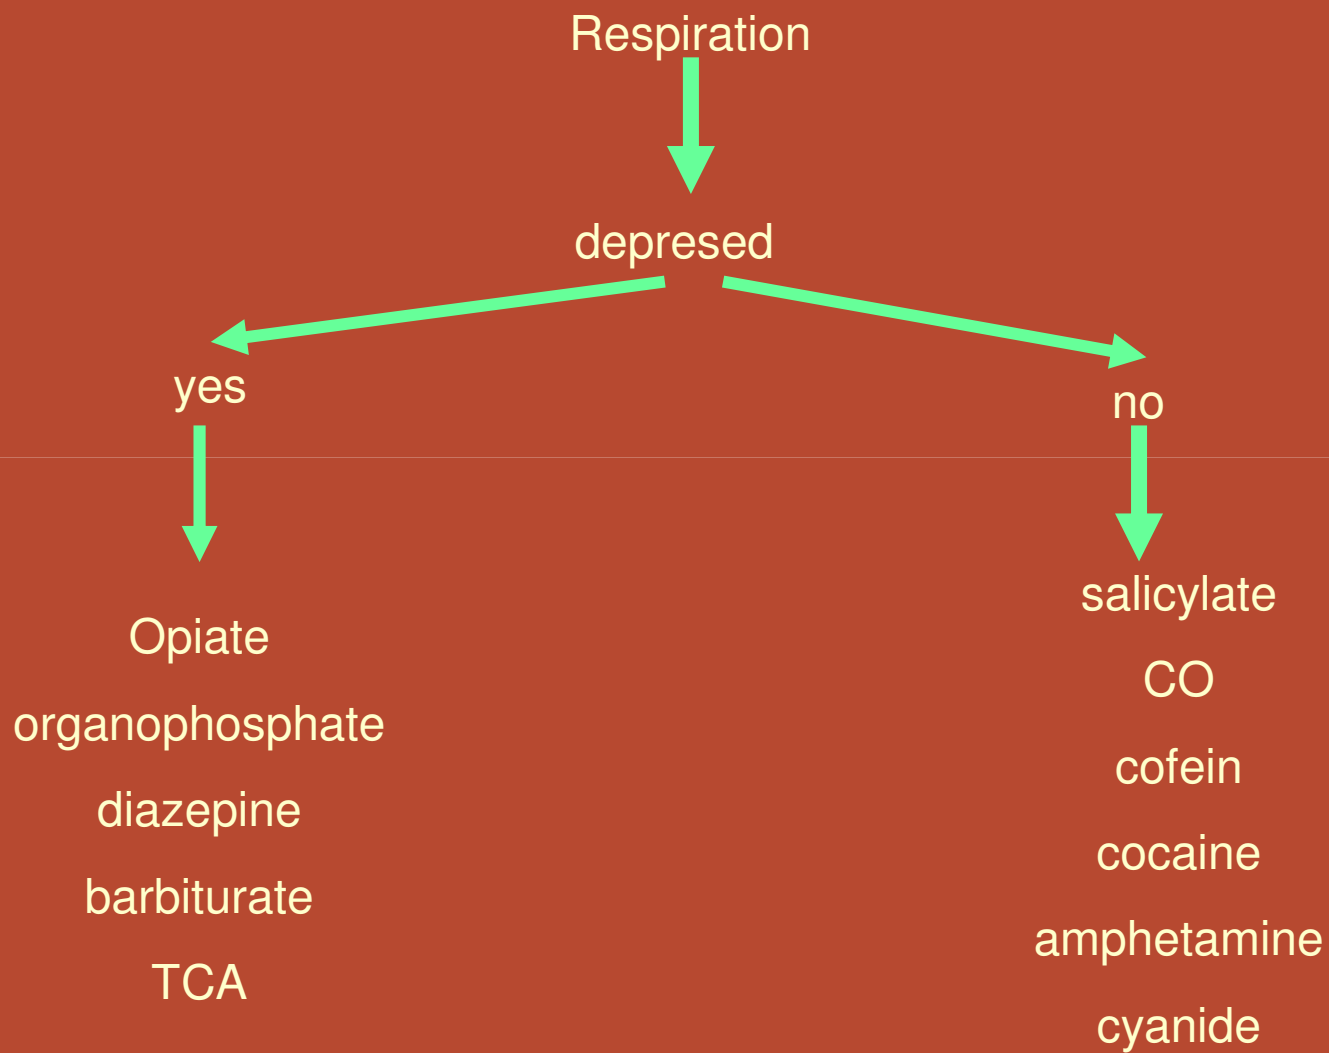 Respiration
depresed
yes
no
Opiate
organophosphate
diazepine
barbiturate
TCA
salicylate
CO
cofein
cocaine
amphetamine
cyanide